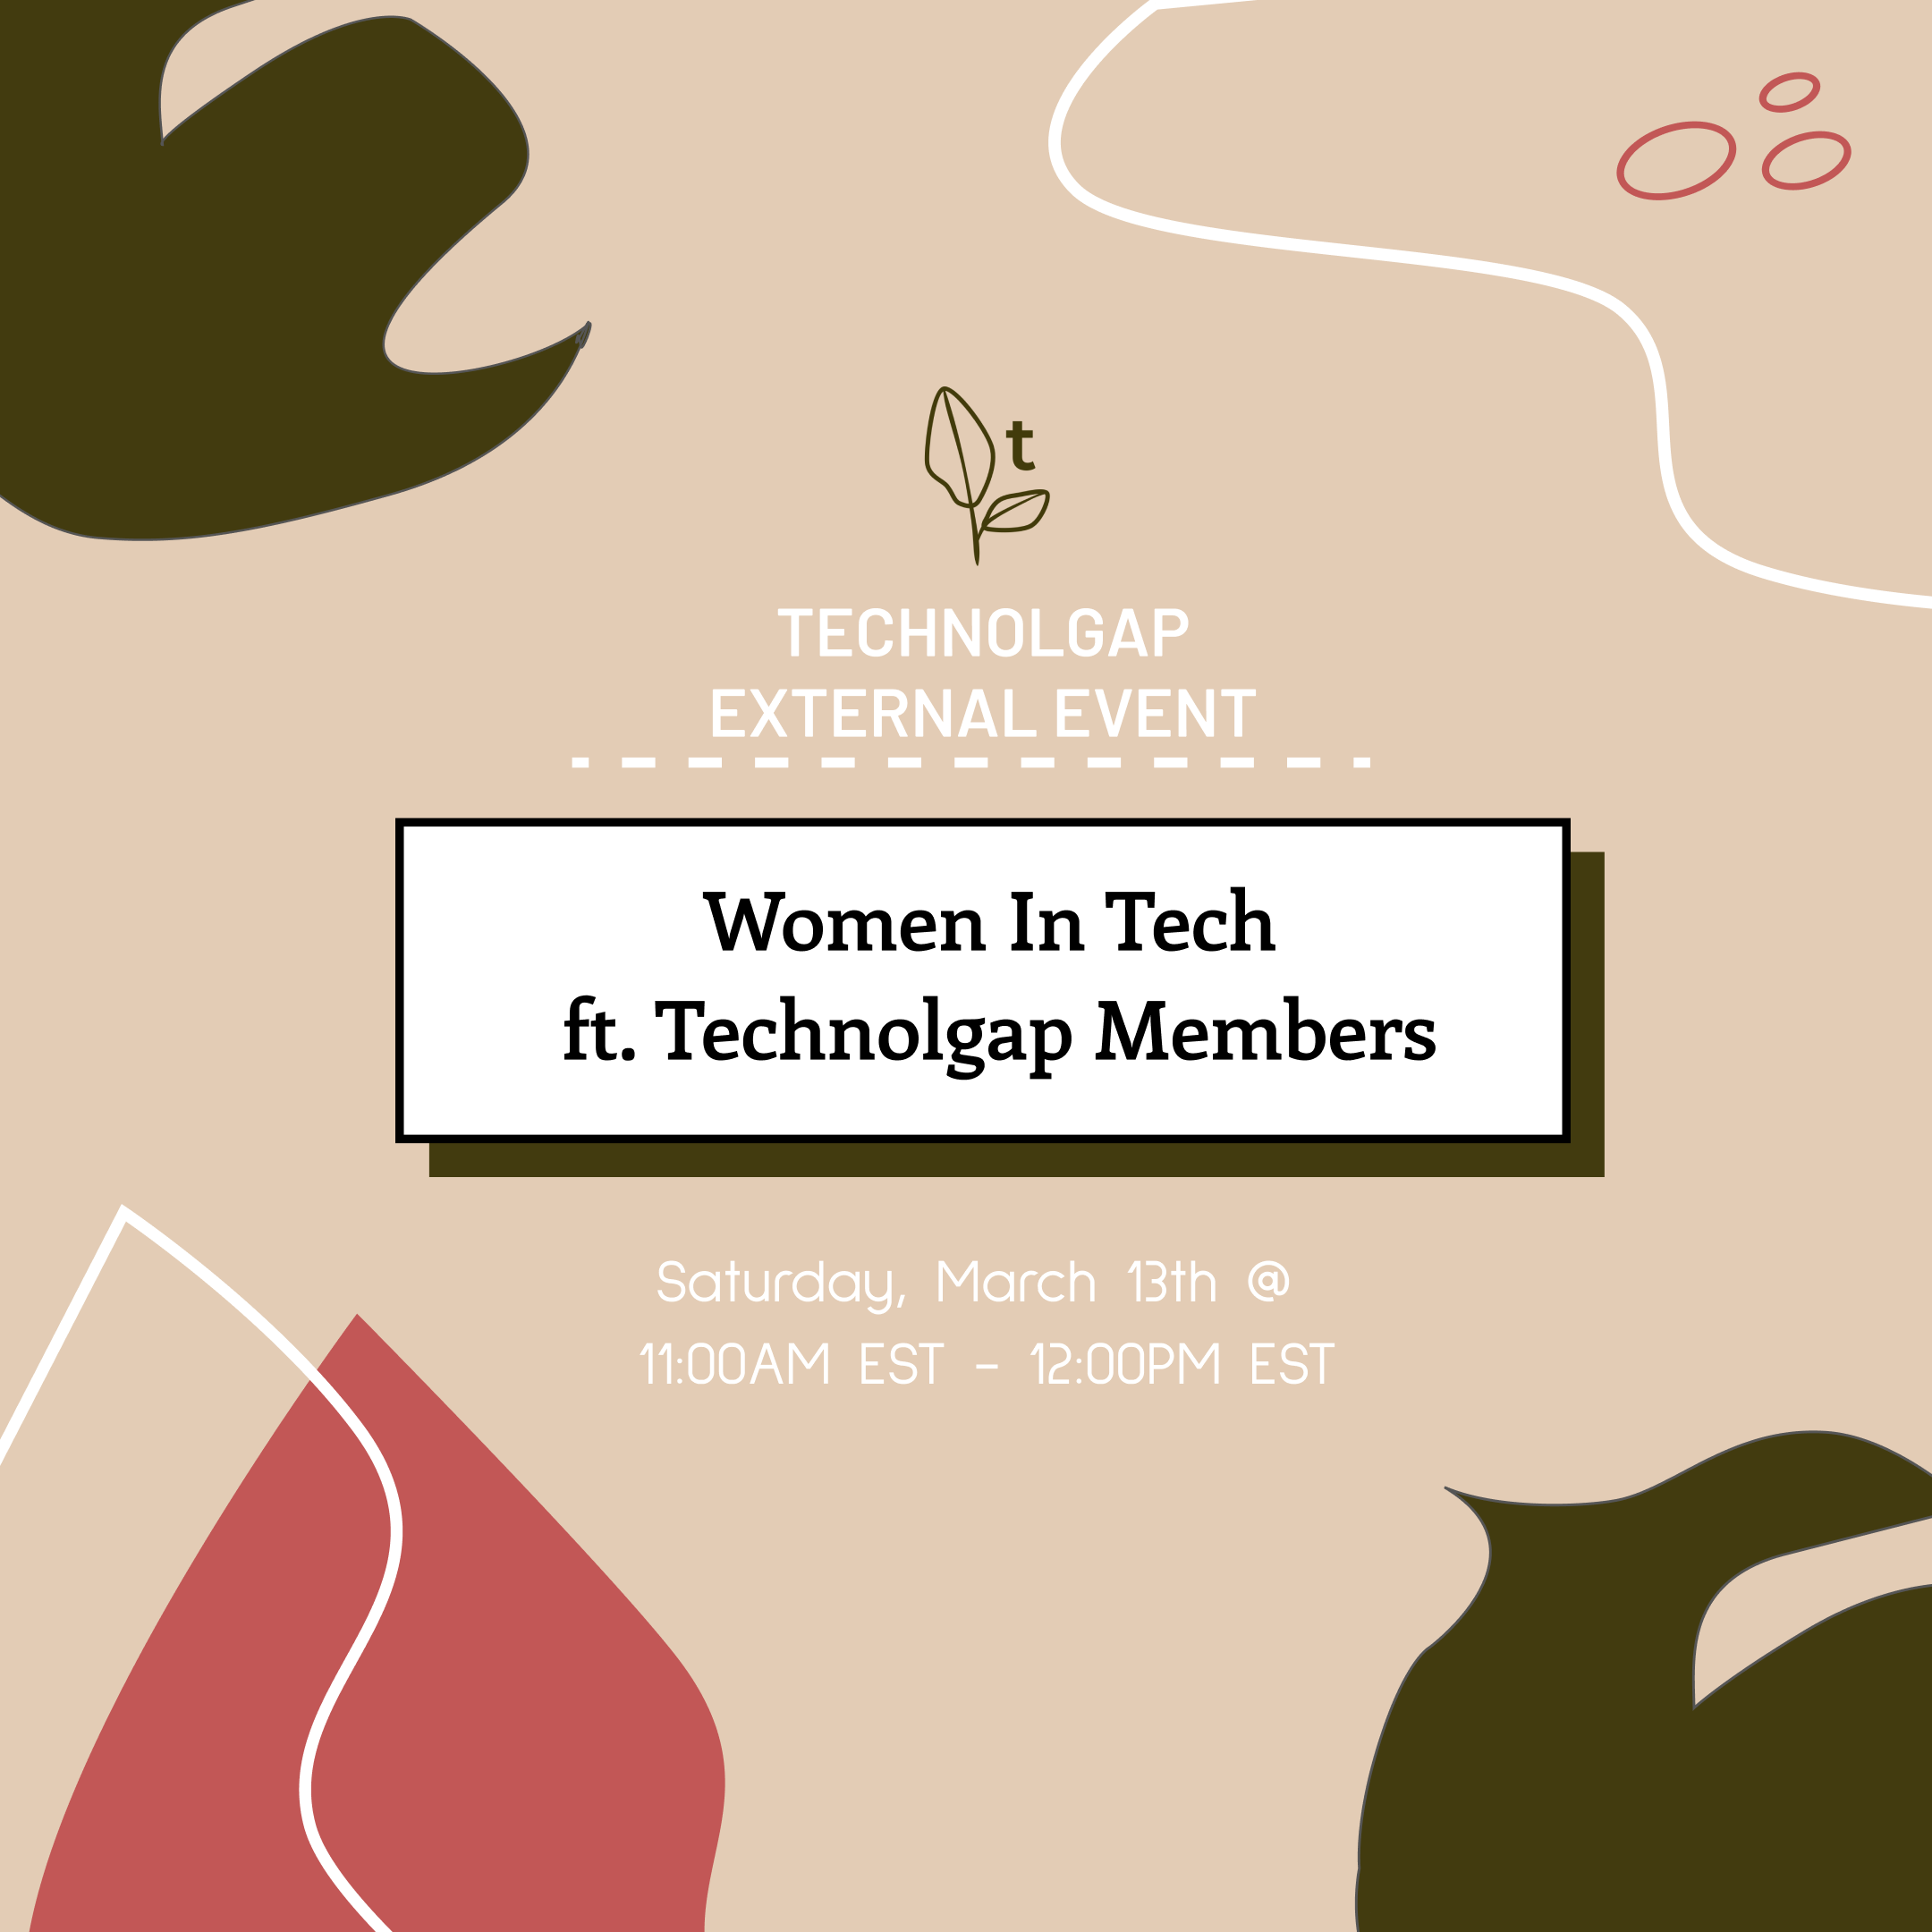 t
TECHNOLGAP
EXTERNAL EVENT
Women In Tech
ft. Technolgap Members
Saturday, March 13th @
11:00AM EST - 12:00PM EST